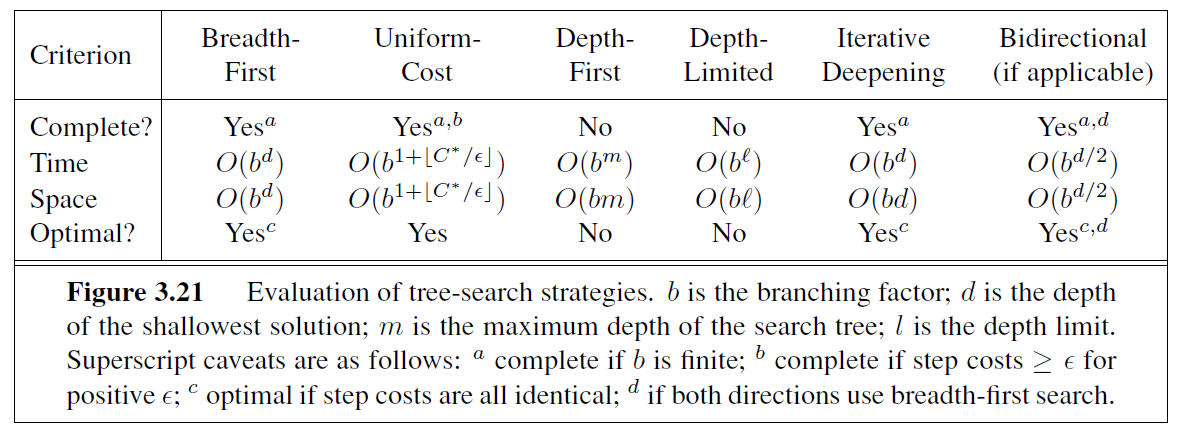 Criterion Breadth-First Uniform-Cost Depth-First Depth-Limited Iterative Deepening Bidirectional (if applicable)
Complete? Yesᵃ Yesᵃ,ᵇ No No Yesᵃ Yesᵃ,ᵈ
Time O(b^d) O(b^{1+⌊C*/ϵ⌋}) O(b^m) O(b^ℓ) O(b^d) O(b^{d/2})
Space O(b^d) O(b^{1+⌊C*/ϵ⌋}) O(bm) O(bℓ) O(bd) O(b^{d/2})
Optimal? Yesᶜ Yes No No Yesᶜ Yesᶜ,ᵈ
Figure 3.21 Evaluation of tree-search strategies. b is the branching factor; d is the depth
of the shallowest solution; m is the maximum depth of the search tree; l is the depth limit.
Superscript caveats are as follows: ᵃ complete if b is finite; ᵇ complete if step costs ≥ ϵ for
positive ϵ; ᶜ optimal if step costs are all identical; ᵈ if both directions use breadth-first search.